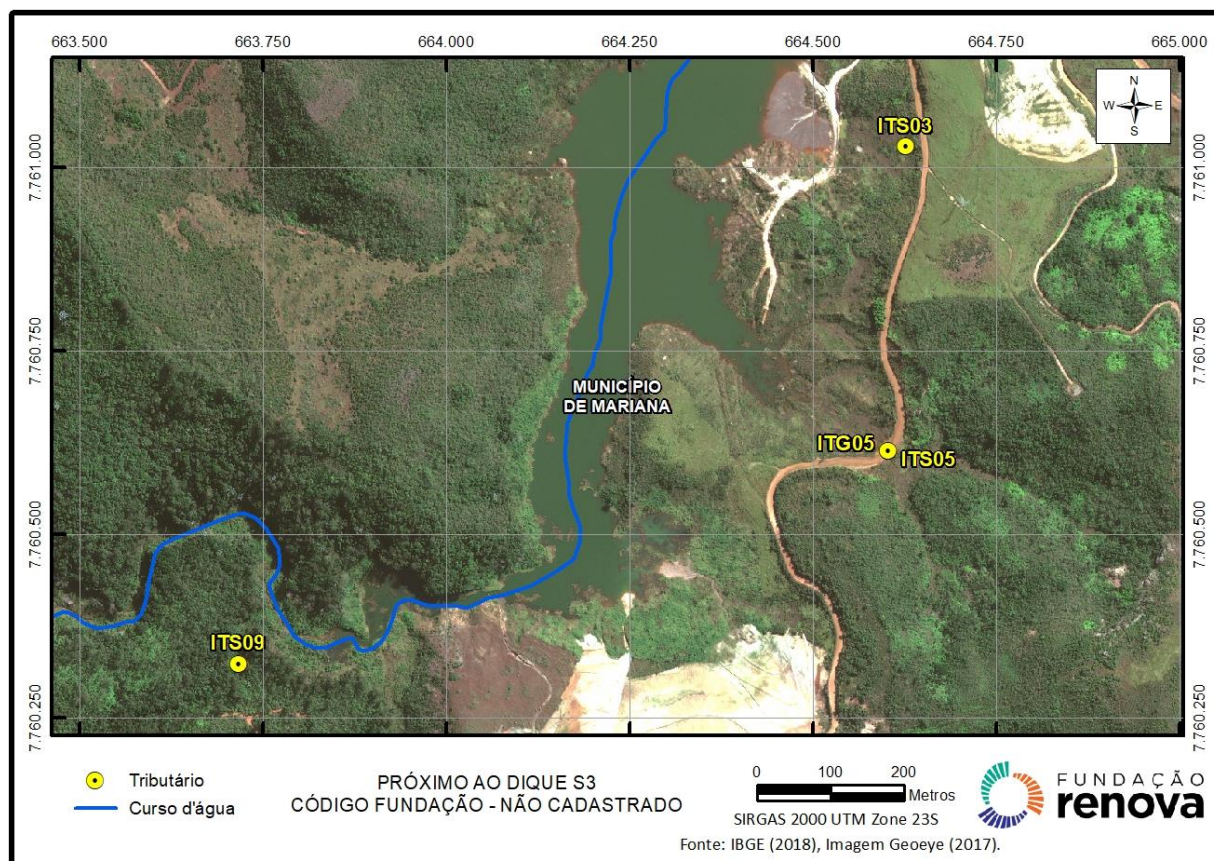 663.500 663.750 664.000 664.250 664.500 664.750 665.000
7.761.000
7.760.750
7.760.500
7.760.250
N
W E
S
ITS03
MUNICÍPIO
DE MARIANA
ITG05
ITS05
ITS09
7.761.000
7.760.750
7.760.500
7.760.250
Tributário
Curso d'água
PRÓXIMO AO DIQUE S3
CÓDIGO FUNDAÇÃO - NÃO CADASTRADO
0 100 200
Metros
SIRGAS 2000 UTM Zone 23S
Fonte: IBGE (2018), Imagem Geoeye (2017).
FUNDAÇÃO
renova